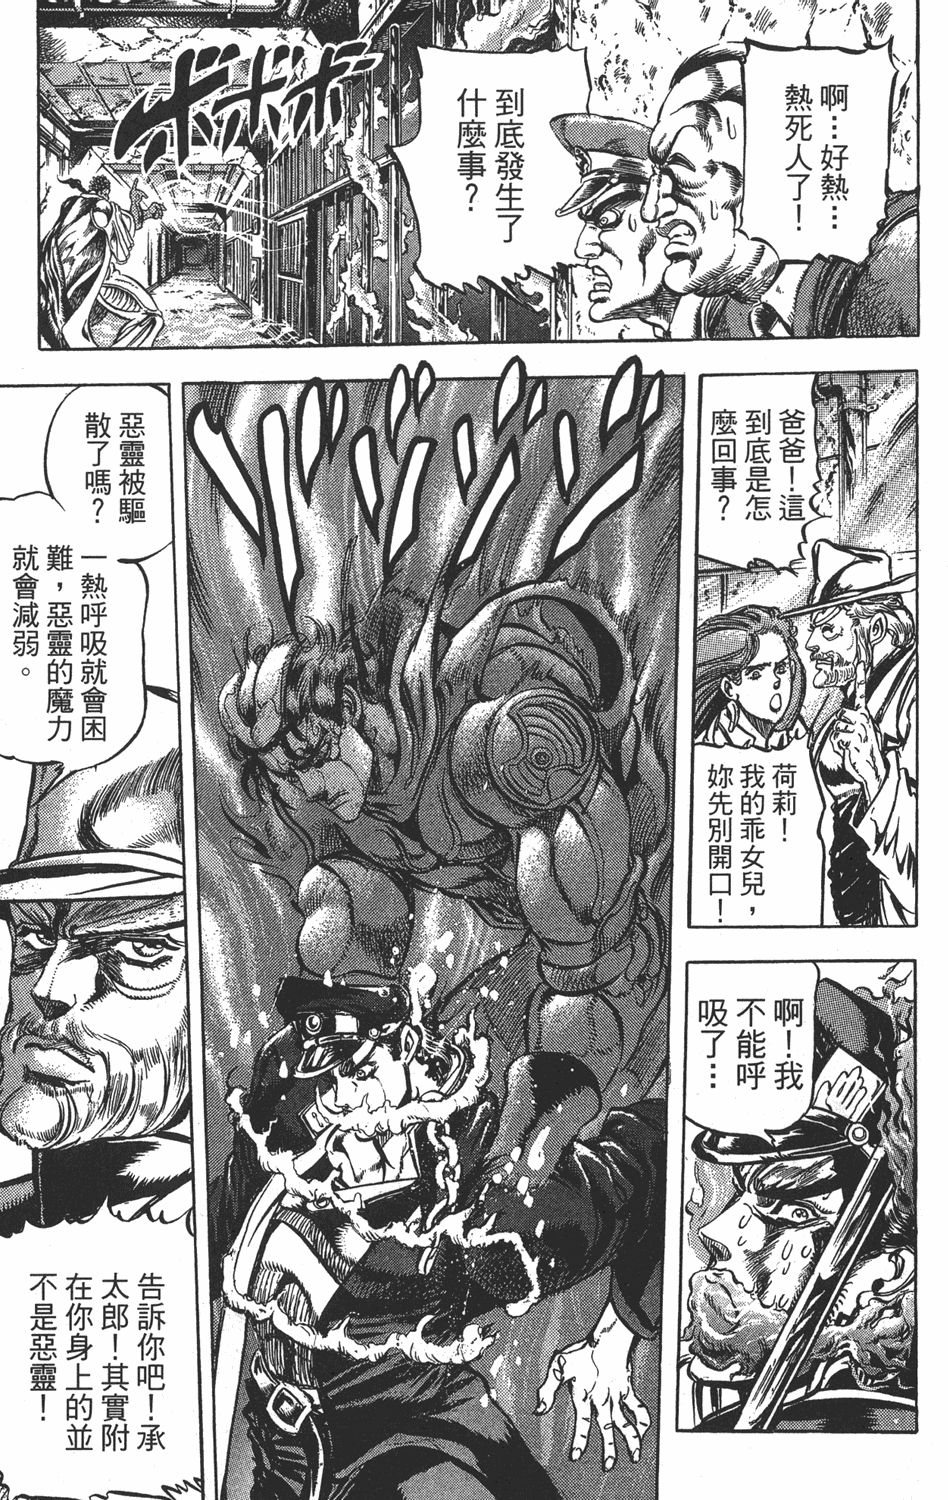 啊…好熱…
熱死人了！
到底發生了
什麼事？
ボボボ
爸爸！這
到底是怎
麼回事？
荷莉！
我的乖女兒，
妳先別開口！
啊！我
不能呼
吸了…
惡靈被驅
散了嗎？
一熱呼吸就會困
難，惡靈的魔力
就會減弱。
告訴你吧！承
太郎！其實附
在你身上的並
不是惡靈！